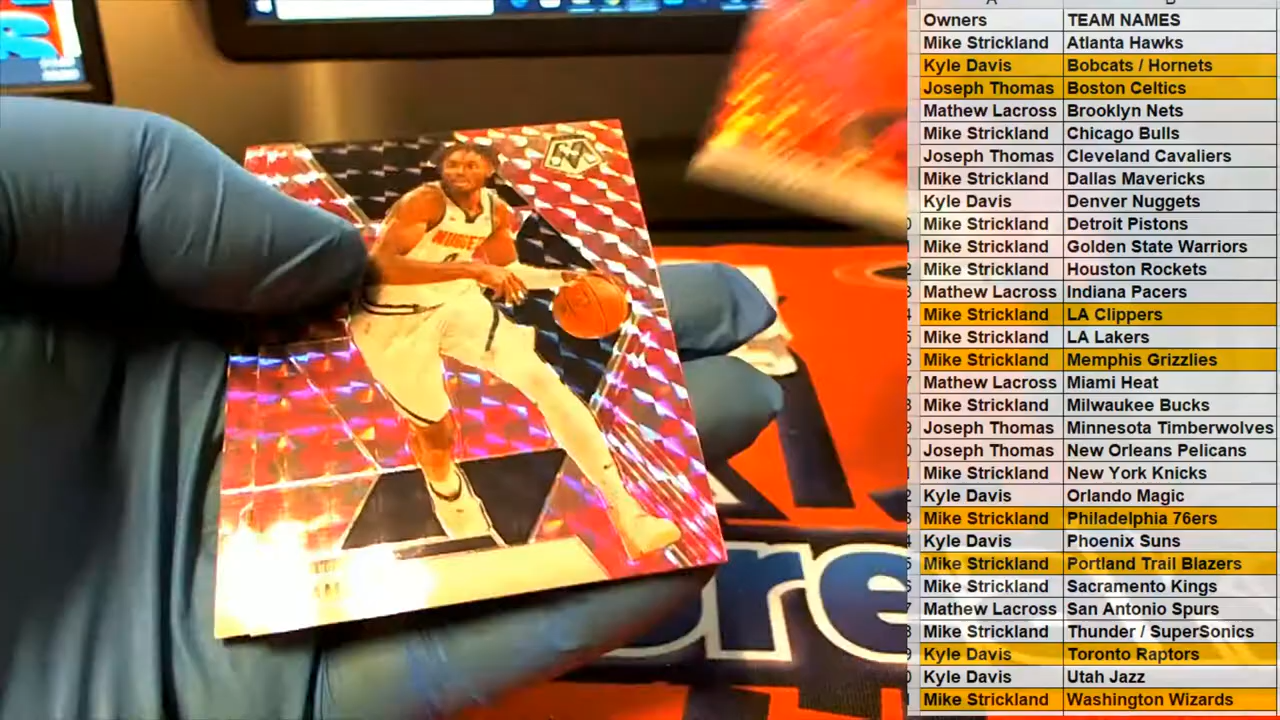 Owners TEAM NAMES
Mike Strickland Atlanta Hawks
Kyle Davis Bobcats / Hornets
Joseph Thomas Boston Celtics
Mathew Lacross Brooklyn Nets
Mike Strickland Chicago Bulls
Joseph Thomas Cleveland Cavaliers
Mike Strickland Dallas Mavericks
Kyle Davis Denver Nuggets
Mike Strickland Detroit Pistons
Mike Strickland Golden State Warriors
Mike Strickland Houston Rockets
Mathew Lacross Indiana Pacers
Mike Strickland LA Clippers
Mike Strickland LA Lakers
Mike Strickland Memphis Grizzlies
Mathew Lacross Miami Heat
Mike Strickland Milwaukee Bucks
Joseph Thomas Minnesota Timberwolves
Joseph Thomas New Orleans Pelicans
Mike Strickland New York Knicks
Kyle Davis Orlando Magic
Mike Strickland Philadelphia 76ers
Kyle Davis Phoenix Suns
Mike Strickland Portland Trail Blazers
Mike Strickland Sacramento Kings
Mathew Lacross San Antonio Spurs
Mike Strickland Thunder / SuperSonics
Kyle Davis Toronto Raptors
Kyle Davis Utah Jazz
Mike Strickland Washington Wizards